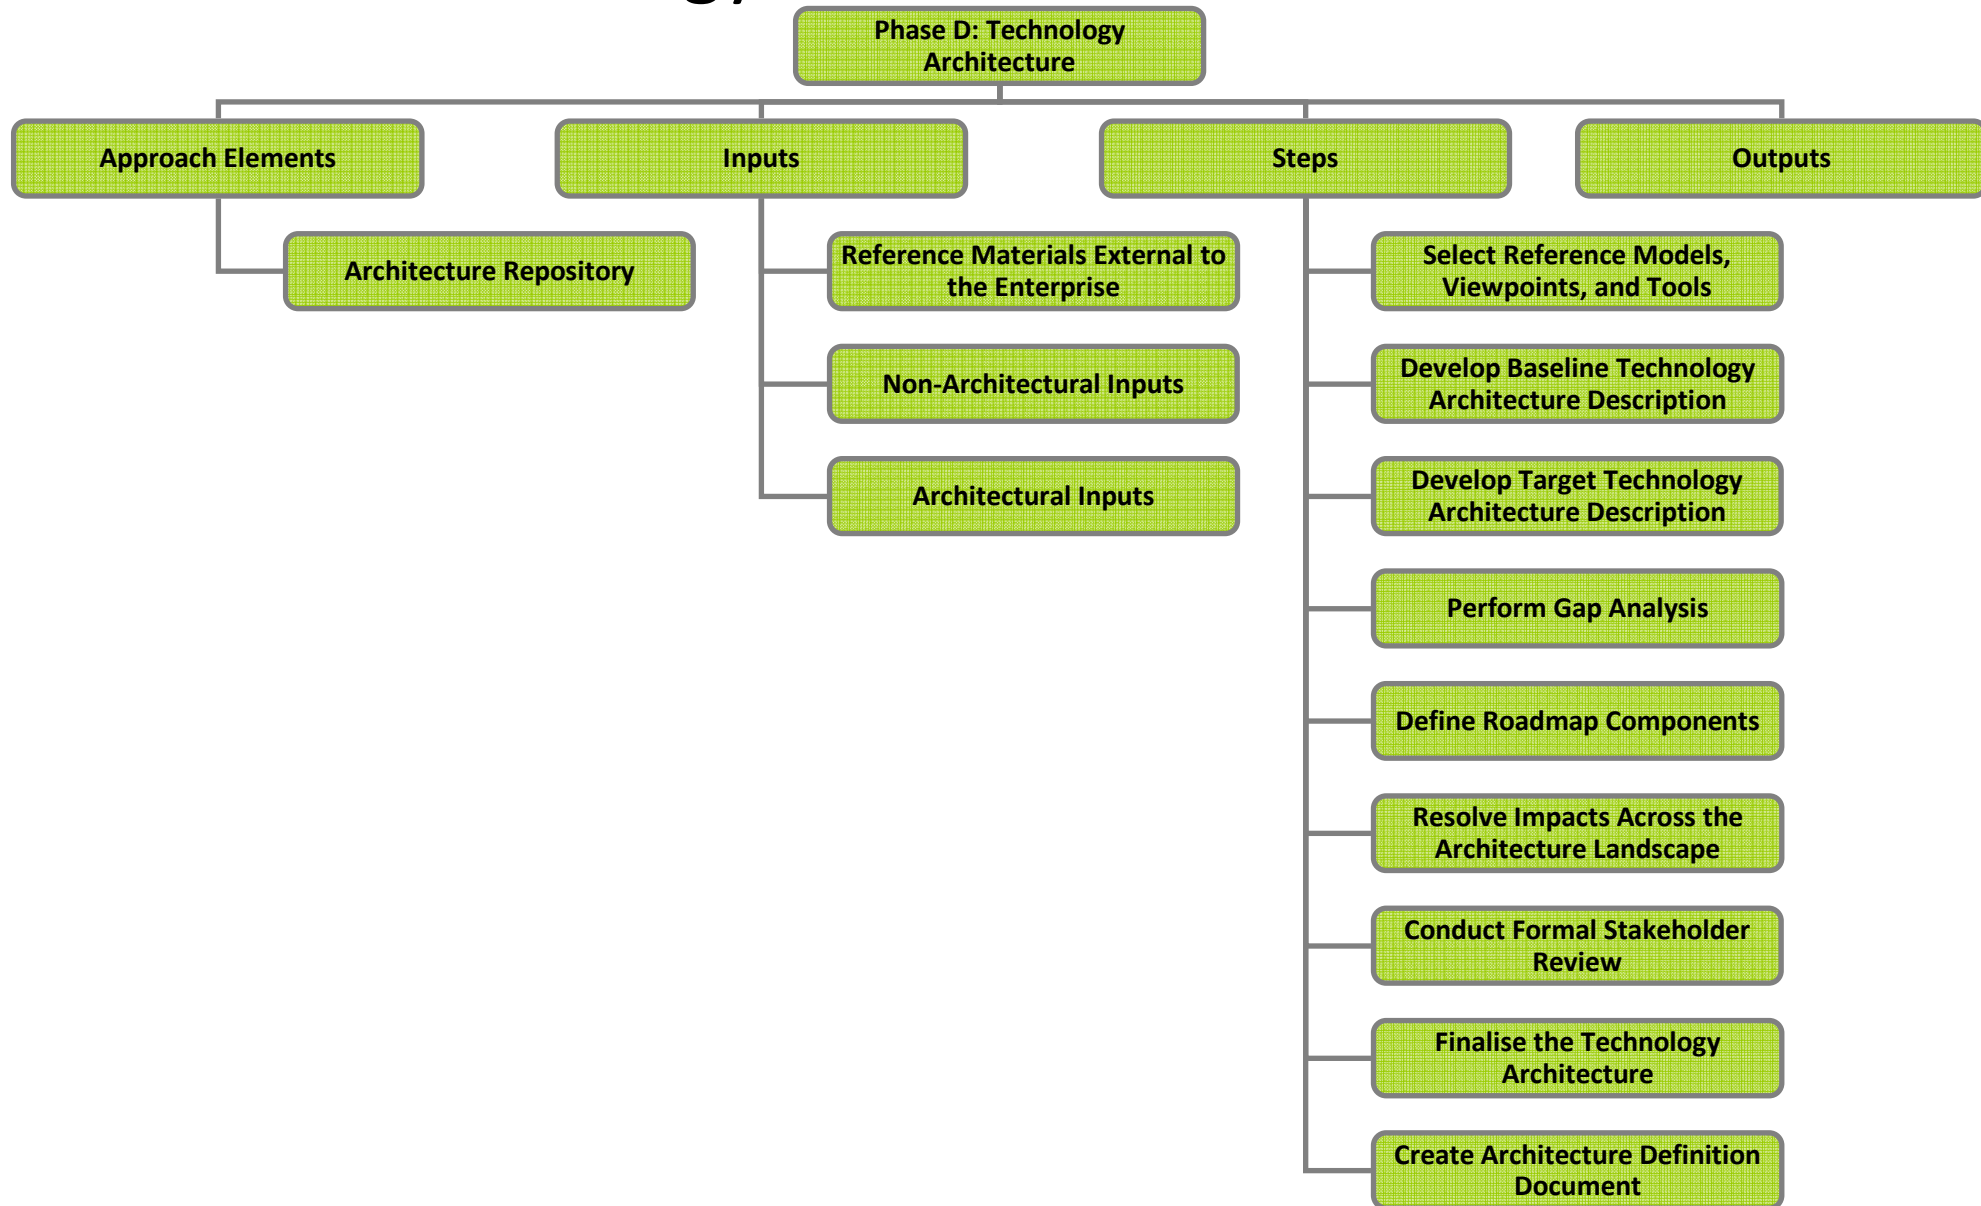 Phase D: Technology
Architecture
Approach Elements
Inputs
Steps
Outputs
Architecture Repository
Reference Materials External to
the Enterprise
Non-Architectural Inputs
Architectural Inputs
Select Reference Models,
Viewpoints, and Tools
Develop Baseline Technology
Architecture Description
Develop Target Technology
Architecture Description
Perform Gap Analysis
Define Roadmap Components
Resolve Impacts Across the
Architecture Landscape
Conduct Formal Stakeholder
Review
Finalise the Technology
Architecture
Create Architecture Definition
Document